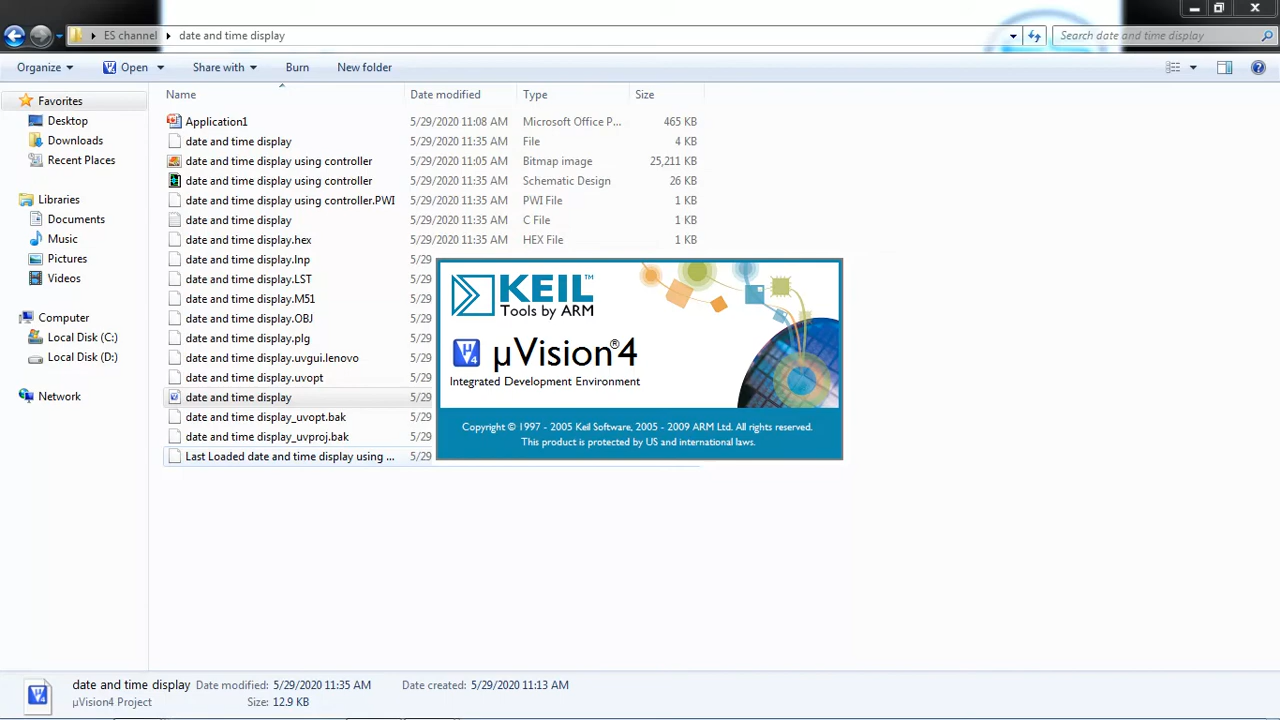 ES channel
date and time display
Search date and time display
Organize
Open
Share with
Burn
New folder
Favorites
Desktop
Downloads
Recent Places
Libraries
Documents
Music
Pictures
Videos
Computer
Local Disk (C:)
Local Disk (D:)
Network
Name Date modified Type Size
Application1 5/29/2020 11:08 AM Microsoft Office P... 465 KB
date and time display 5/29/2020 11:35 AM File 4 KB
date and time display using controller 5/29/2020 11:05 AM Bitmap image 25,211 KB
date and time display using controller 5/29/2020 11:35 AM Schematic Design 26 KB
date and time display using controller.PWI 5/29/2020 11:35 AM PWI File 1 KB
date and time display 5/29/2020 11:35 AM C File 1 KB
date and time display.hex 5/29/2020 11:35 AM HEX File 1 KB
date and time display.lnp 5/29
date and time display.LST 5/29
date and time display.M51 5/29
date and time display.OBJ 5/29
date and time display.plg 5/29
date and time display.uvgui.lenovo 5/29
date and time display.uvopt 5/29
date and time display 5/29
date and time display_uvopt.bak 5/29
date and time display_uvproj.bak 5/29
Last Loaded date and time display using ... 5/29
KEIL™
Tools by ARM
µVision®4
Integrated Development Environment
Copyright © 1997 - 2005 Keil Software, 2005 - 2009 ARM Ltd. All rights reserved.
This product is protected by US and international laws.
date and time display Date modified: 5/29/2020 11:35 AM Date created: 5/29/2020 11:13 AM
µVision4 Project Size: 12.9 KB